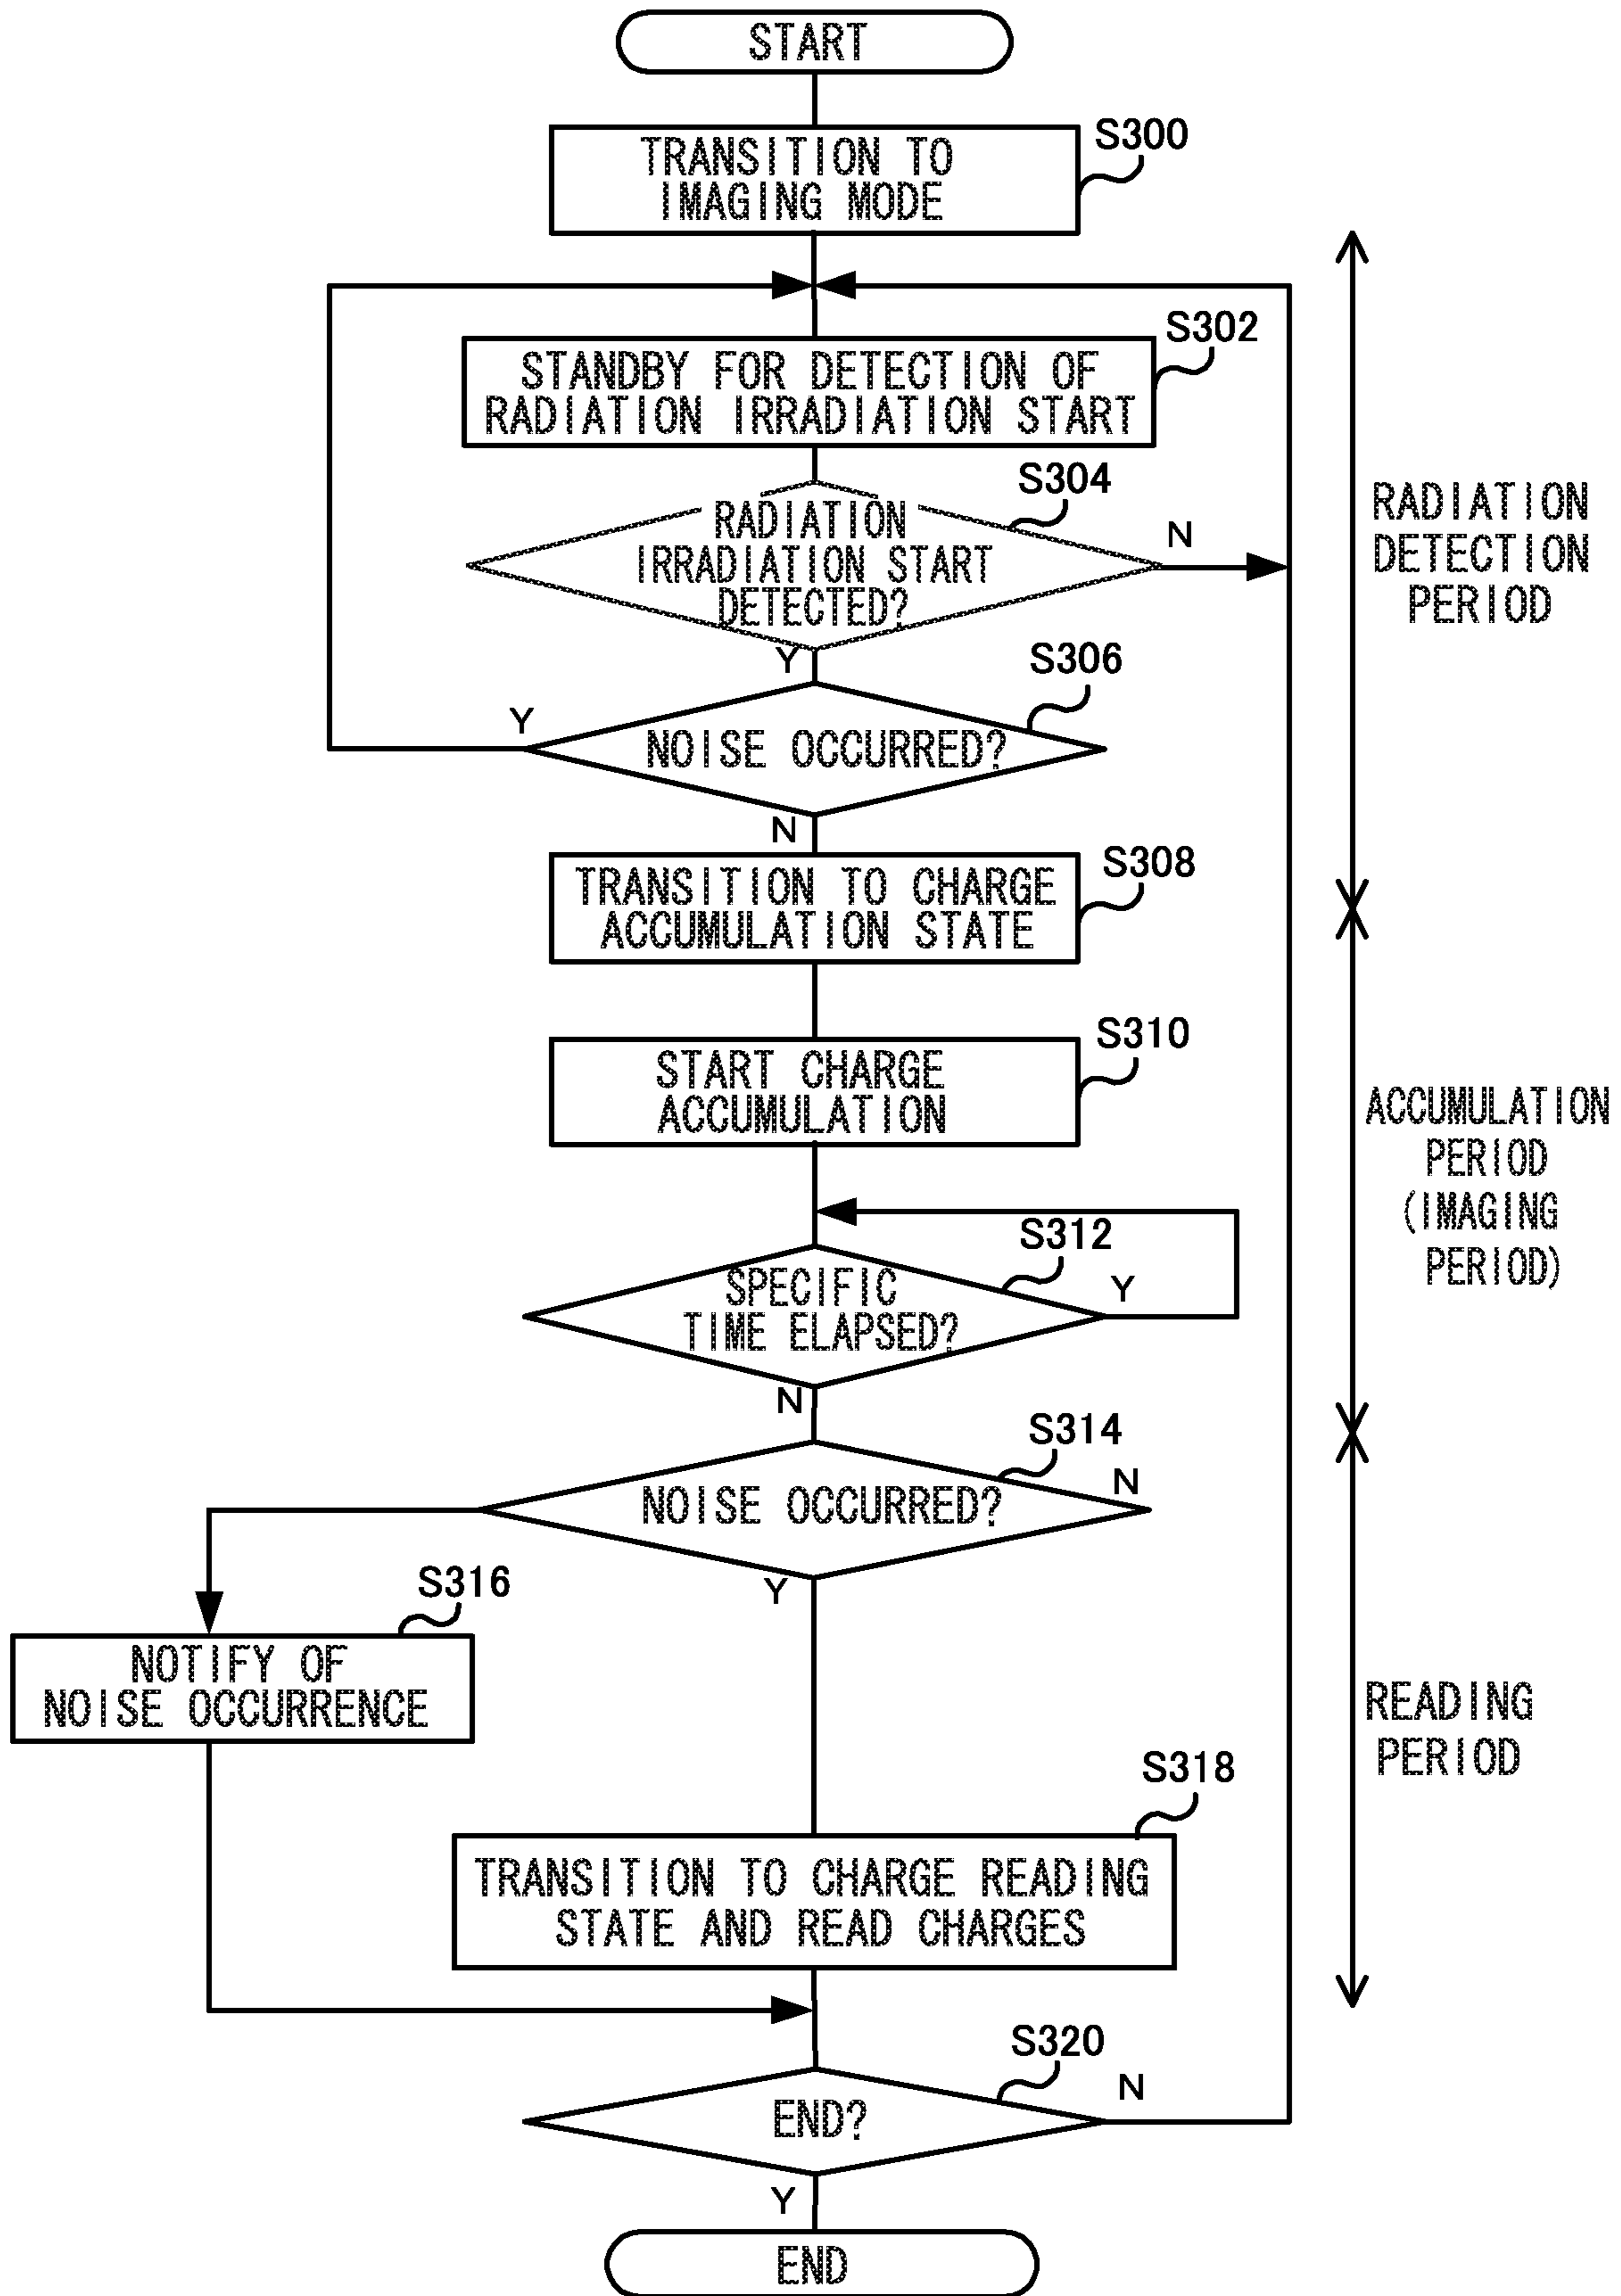 START
S300
TRANSITION TO
IMAGING MODE
S302
STANDBY FOR DETECTION OF
RADIATION IRRADIATION START
S304
RADIATION
IRRADIATION START
DETECTED?
N
Y
RADIATION
DETECTION
PERIOD
S306
Y
NOISE OCCURRED?
N
S308
TRANSITION TO CHARGE
ACCUMULATION STATE
S310
START CHARGE
ACCUMULATION
ACCUMULATION
PERIOD
(IMAGING
PERIOD)
S312
SPECIFIC
TIME ELAPSED?
Y
N
S314
N
NOISE OCCURRED?
Y
S316
NOTIFY OF
NOISE OCCURRENCE
READING
PERIOD
S318
TRANSITION TO CHARGE READING
STATE AND READ CHARGES
S320
N
END?
Y
END